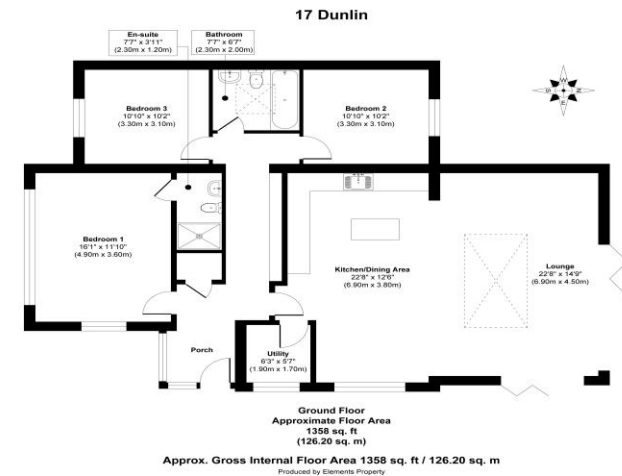 17 Dunlin
En-suite
7'7" x 3'11"
(2.30m x 1.20m)
Bathroom
7'7" x 6'7"
(2.30m x 2.00m)
Bedroom 3
10'10" x 10'2"
(3.30m x 3.10m)
Bedroom 2
10'10" x 10'2"
(3.30m x 3.10m)
Bedroom 1
16'1" x 11'10"
(4.90m x 3.60m)
Kitchen/Dining Area
22'8" x 12'6"
(6.90m x 3.80m)
Lounge
22'8" x 14'9"
(6.90m x 4.50m)
Porch
Utility
6'3" x 5'7"
(1.90m x 1.70m)
Ground Floor
Approximate Floor Area
1358 sq. ft
(126.20 sq. m)
Approx. Gross Internal Floor Area 1358 sq. ft / 126.20 sq. m
Produced by Elements Property